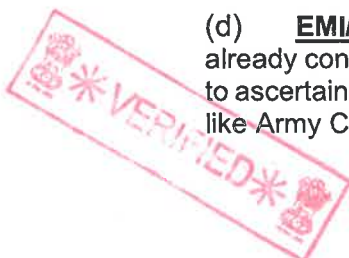 (d) EMI
already con
to ascertain
like Army C
*VERIFIED*